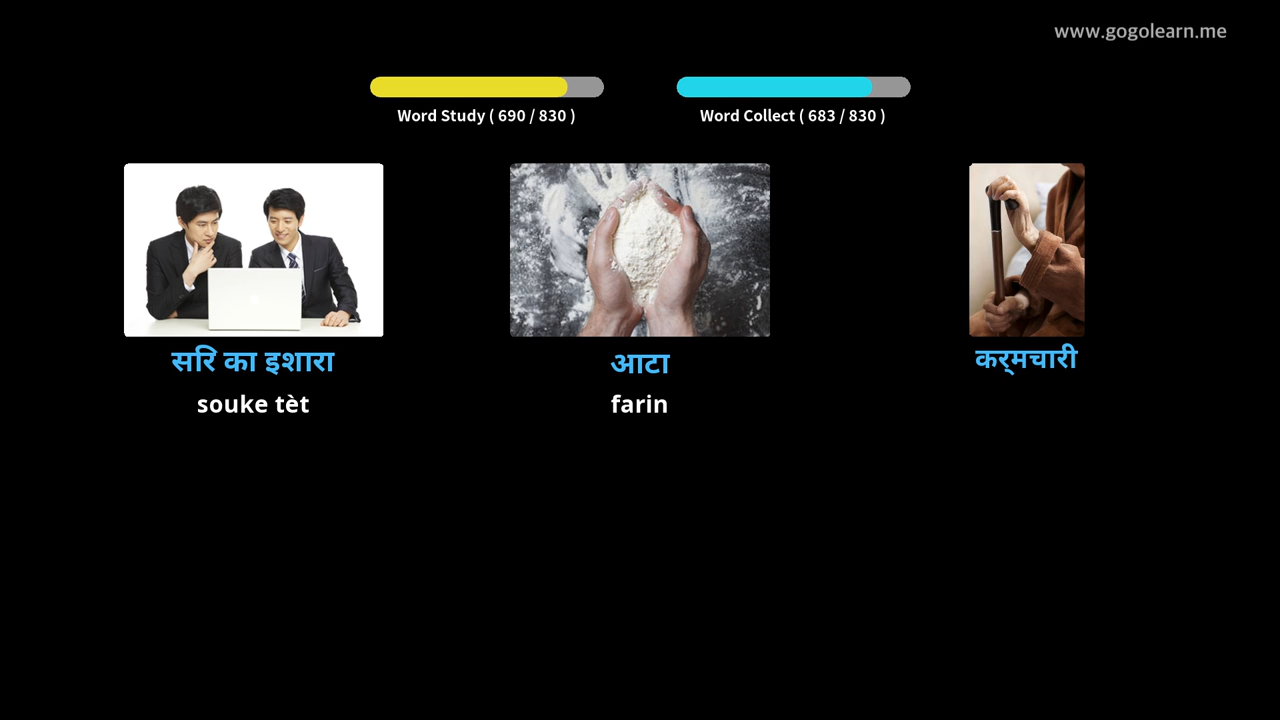 www.gogolearn.me
Word Study ( 690 / 830 )
Word Collect ( 683 / 830 )
सरि का इशारा
आटा
कर्मचारी
souke tèt
farin